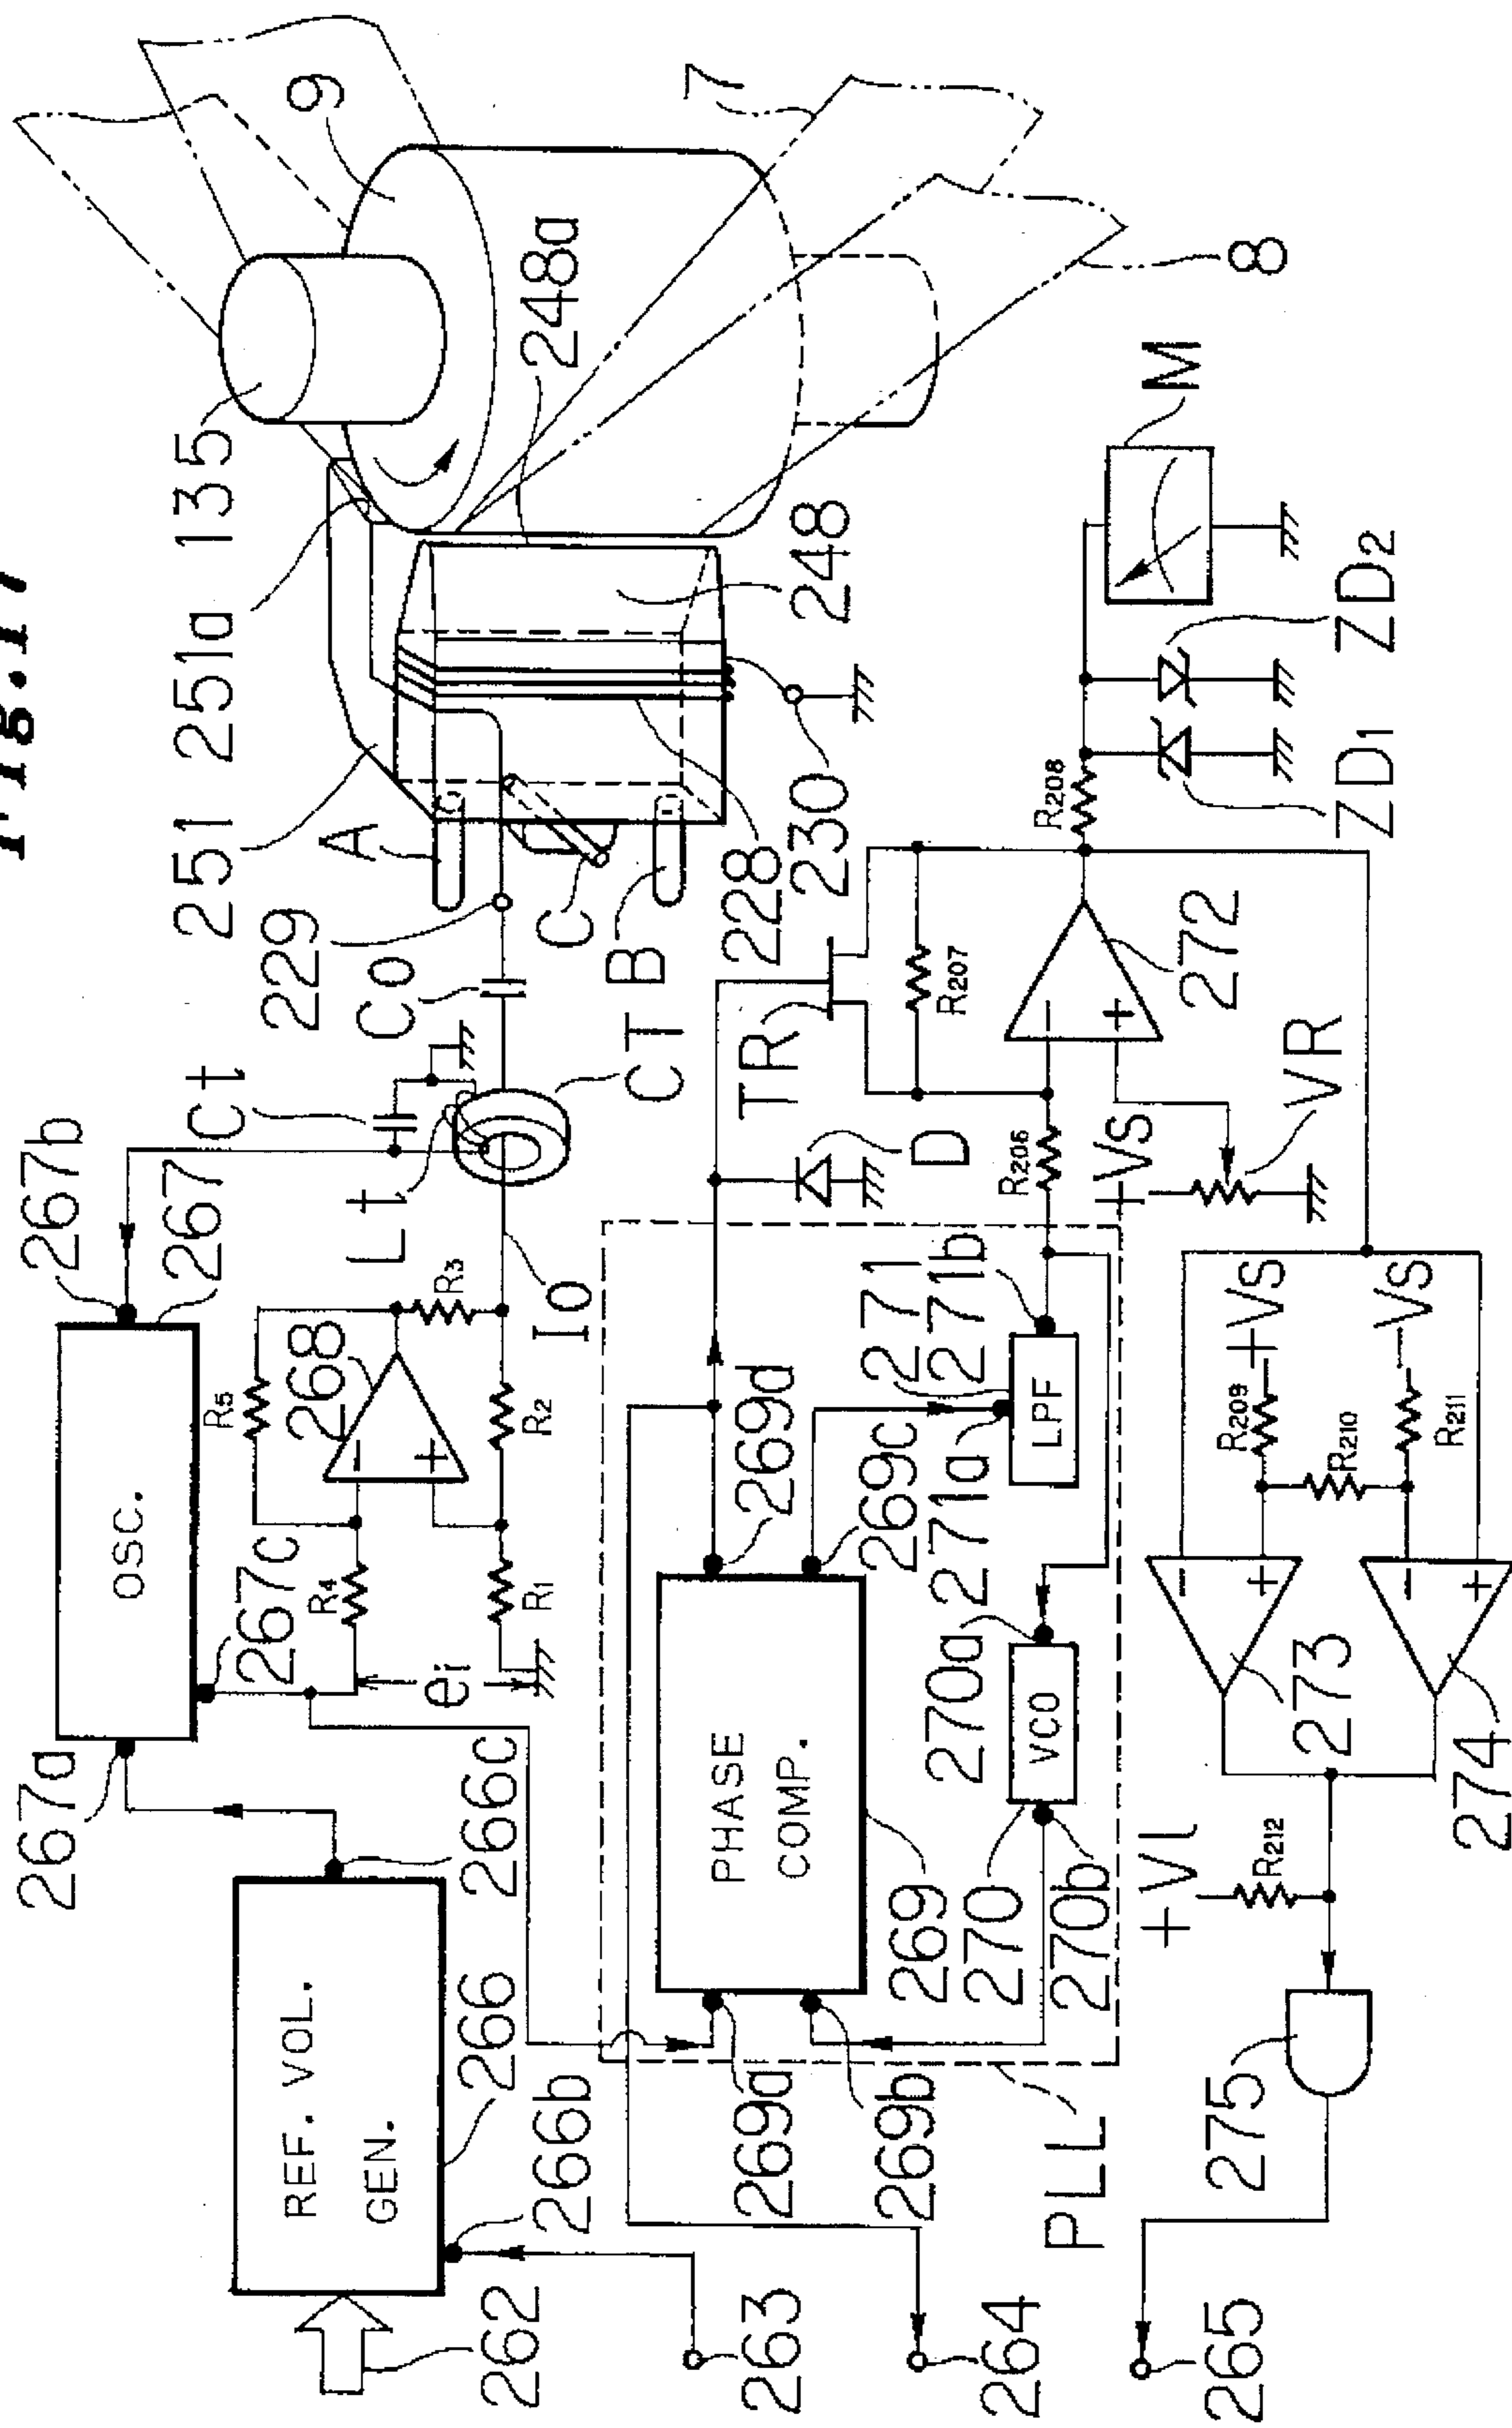 Fig.17
267b
267
267a
OSC.
267c
Ct
Lt
Co
229
A
251
251a
135
9
7
R5
268
R3
R4
-
+
R2
R1
ei
Io
CT
C
B
228
230
248
248a
8
REF. VOL.
GEN.
266
266c
266b
262
263
264
265
PHASE
COMP.
269
269a
269b
269c
269d
271
271a
271b
LPF
270
270a
270b
VCO
PLL
D
TR
R207
R206
-
+
272
R208
ZD1
ZD2
M
+Vs
VR
R209
+Vs
R210
R211
-Vs
-
+
273
-
+
274
+Vl
R212
275